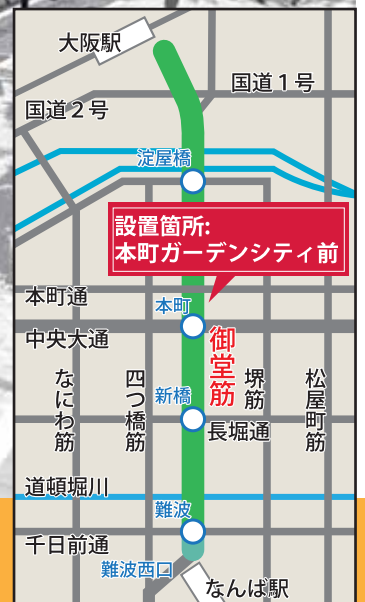 大阪駅
国道１号
国道２号
淀屋橋
設置箇所:
本町ガーデンシティ前
本町通
本町
中央大通
御堂筋
なにわ筋
四つ橋筋
新橋
堺筋
松屋町筋
長堀通
道頓堀川
難波
千日前通
難波西口
なんば駅